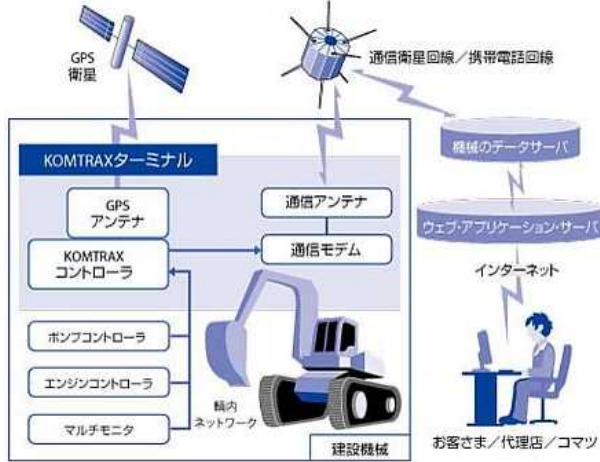 GPS
衛星
通信衛星回線／携帯電話回線
機械のデータサーバ
KOMTRAXターミナル
GPS
アンテナ
通信アンテナ
ウェブ・アプリケーション・サーバ
KOMTRAX
コントローラ
通信モデム
インターネット
ポンプコントローラ
エンジンコントローラ
マルチモニタ
輌内
ネットワーク
建設機械
お客さま／代理店／コマツ